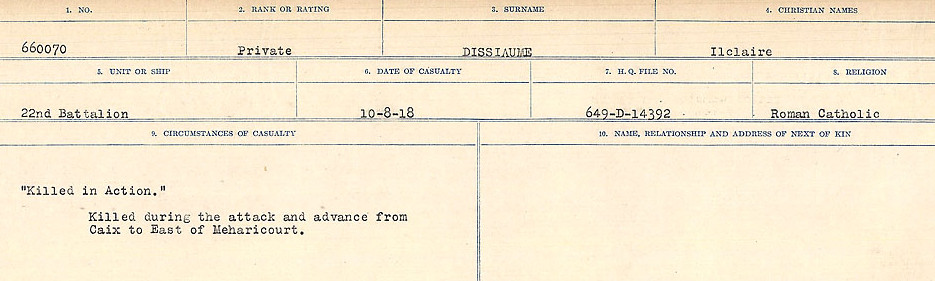 1. NO. 2. RANK OR RATING 3. SURNAME 4. CHRISTIAN NAMES
660070 Private DISSIAUME Ilclaire
5. UNIT OR SHIP 6. DATE OF CASUALTY 7. H.Q. FILE NO. 8. RELIGION
22nd Battalion 10-8-18 649-D-14392 Roman Catholic
9. CIRCUMSTANCES OF CASUALTY 10. NAME, RELATIONSHIP AND ADDRESS OF NEXT OF KIN
"Killed in Action."
Killed during the attack and advance from
Caix to East of Meharicourt.